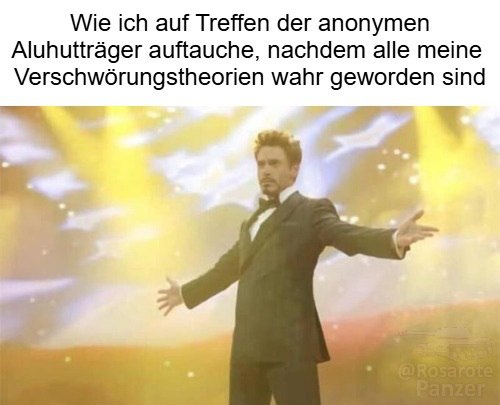 Wie ich auf Treffen der anonymen
Aluhutträger auftauche, nachdem alle meine
Verschwörungstheorien wahr geworden sind
@Rosarote
Panzer